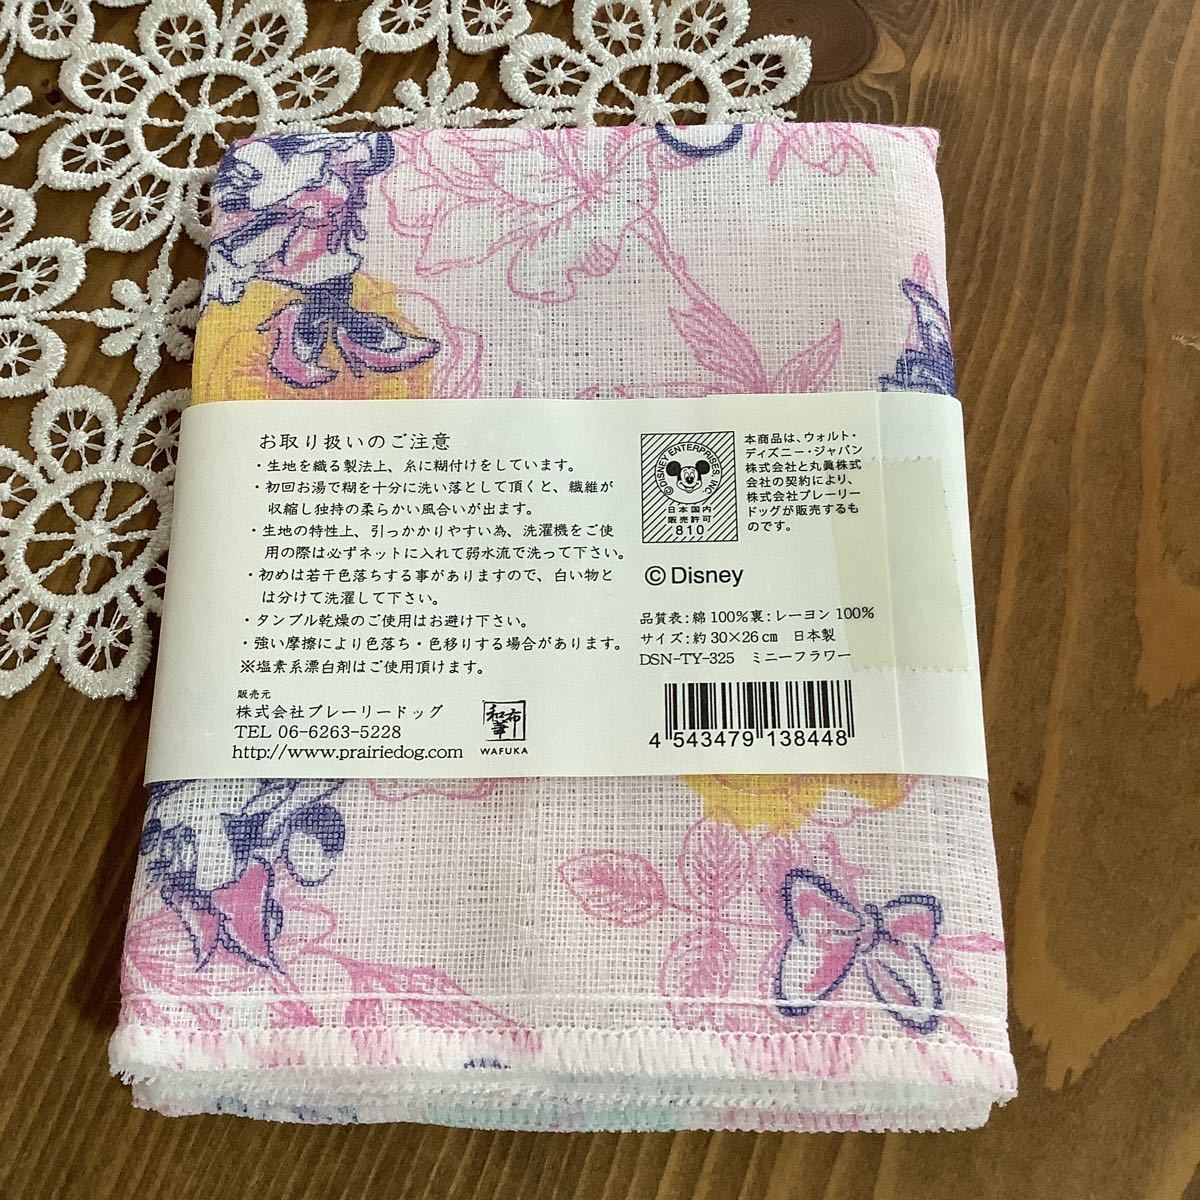 お取り扱いのご注意
・生地を織る製法上、糸に糊付けをしています。
・初回お湯で糊を十分に洗い落として頂くと、繊維が
収縮し独特の柔らかい風合いが出ます。
・生地の特性上、引っかかりやすい為、洗濯機をご使
用の際は必ずネットに入れて弱水流で洗って下さい。
・初めは若干色落ちする事がありますので、白い物と
は分けて洗濯して下さい。
・タンブル乾燥のご使用はお避け下さい。
・強い摩擦により色落ち・色移りする場合があります。
※塩素系漂白剤はご使用頂けます。
販売元
株式会社プレーリードッグ
TEL 06-6263-5228
http://www.prairiedog.com
和布華
WAFUKA
©DISNEY ENTERPRISES, INC.
日本国内
販売許可
810
本商品は、ウォルト・
ディズニー・ジャパン
株式会社と丸眞株式
会社の契約により、
株式会社プレーリー
ドッグが販売するも
のです。
© Disney
品質表：綿100％裏：レーヨン100％
サイズ：約30×26㎝ 日本製
DSN-TY-325 ミニーフラワー
4 543479 138448